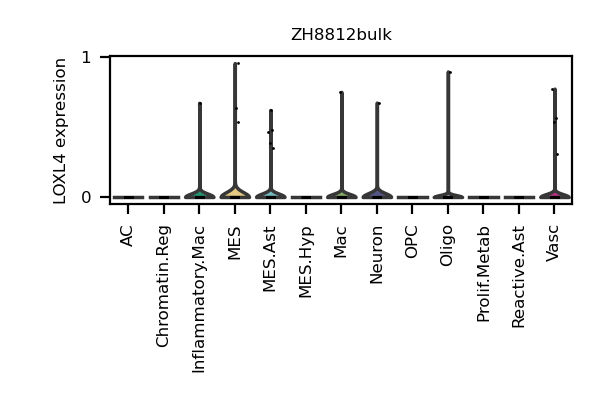 ZH8812bulk
LOXL4 expression
1
0
AC
Chromatin.Reg
Inflammatory.Mac
MES
MES.Ast
MES.Hyp
Mac
Neuron
OPC
Oligo
Prolif.Metab
Reactive.Ast
Vasc